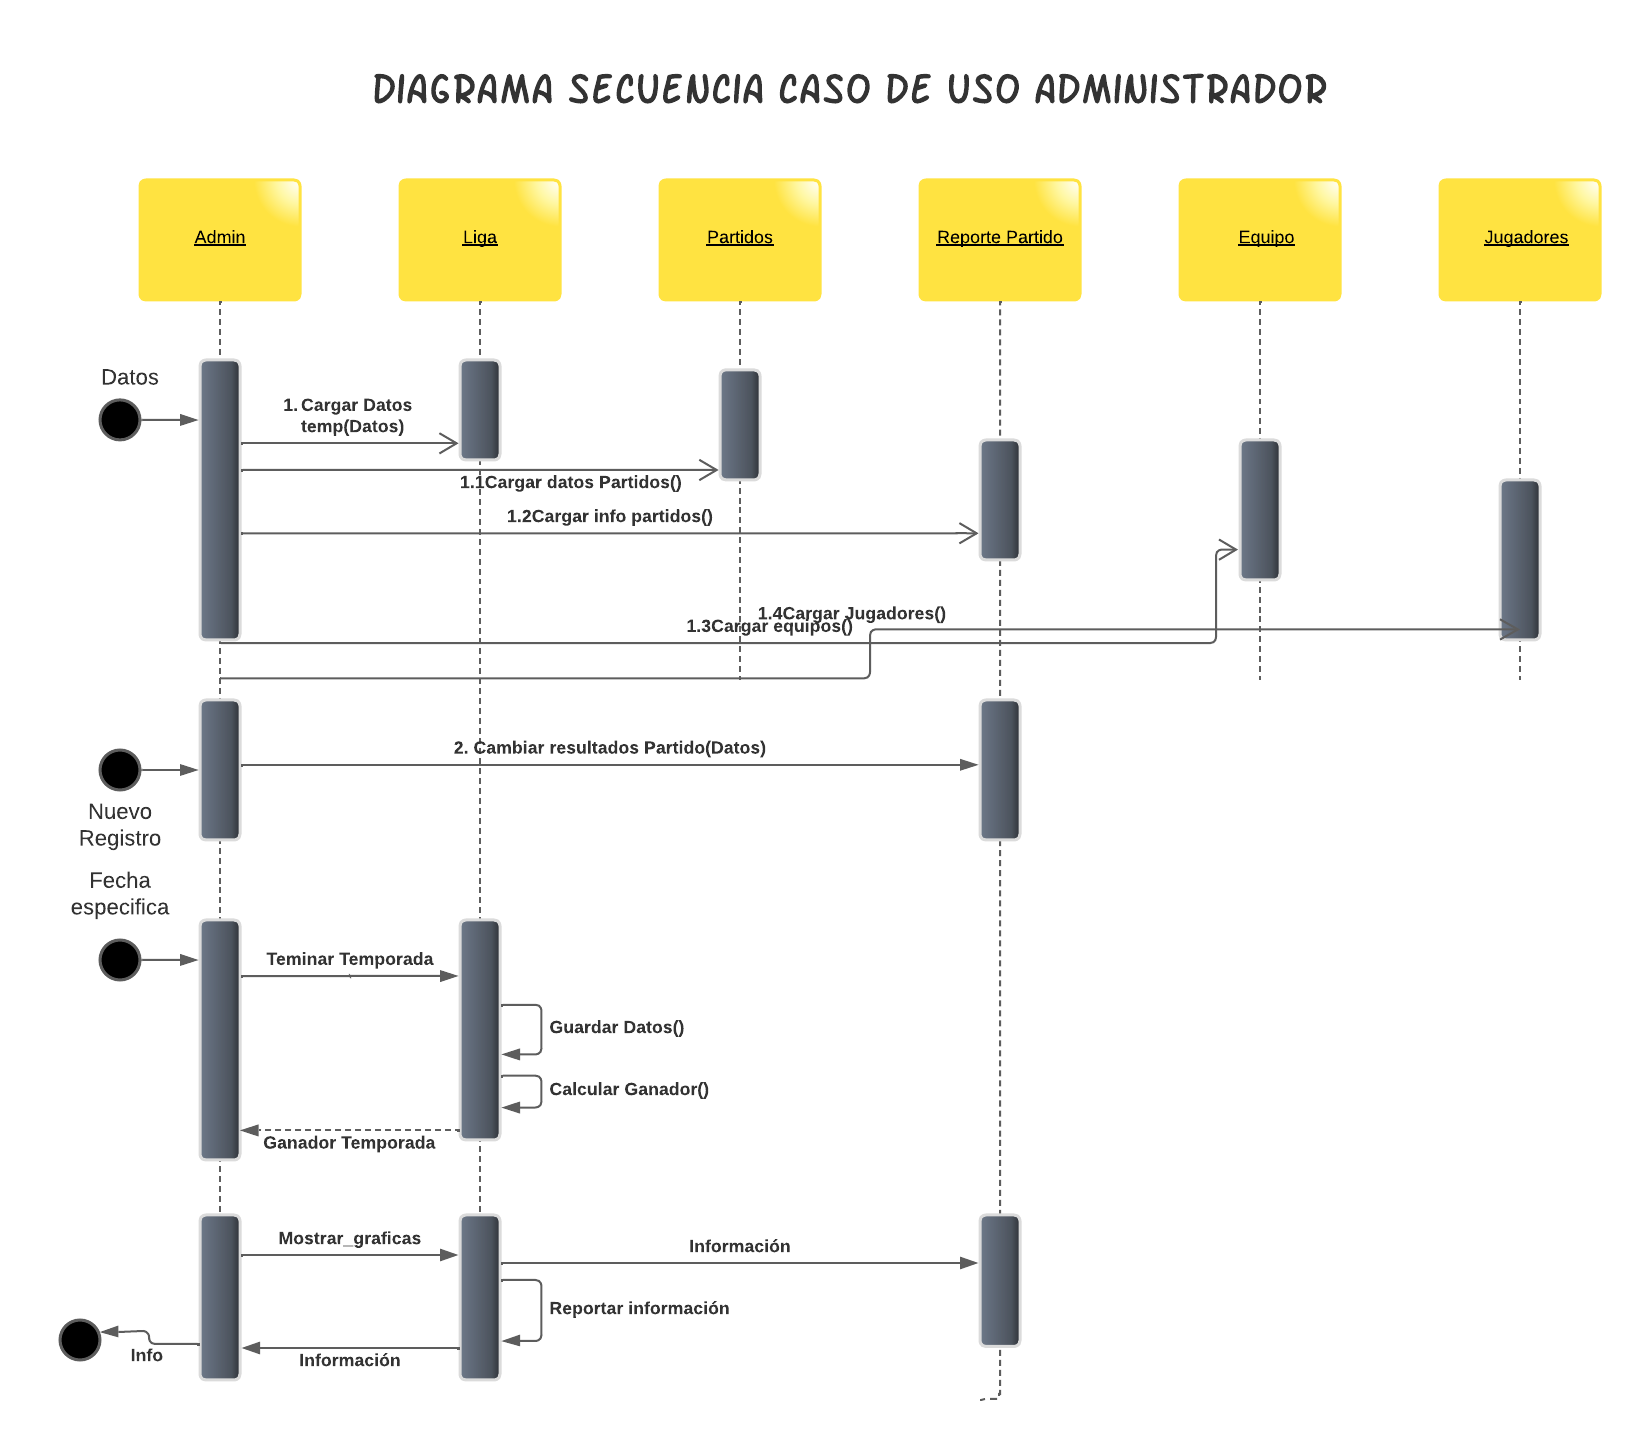 DIAGRAMA SECUENCIA CASO DE USO ADMINISTRADOR
Admin
Liga
Partidos
Reporte Partido
Equipo
Jugadores
Datos
1. Cargar Datos
temp(Datos)
1.1Cargar datos Partidos()
1.2Cargar info partidos()
1.4Cargar Jugadores()
1.3Cargar equipos()
2. Cambiar resultados Partido(Datos)
Nuevo
Registro
Fecha
especifica
Teminar Temporada
Guardar Datos()
Calcular Ganador()
Ganador Temporada
Mostrar_graficas
Información
Reportar información
Info
Información